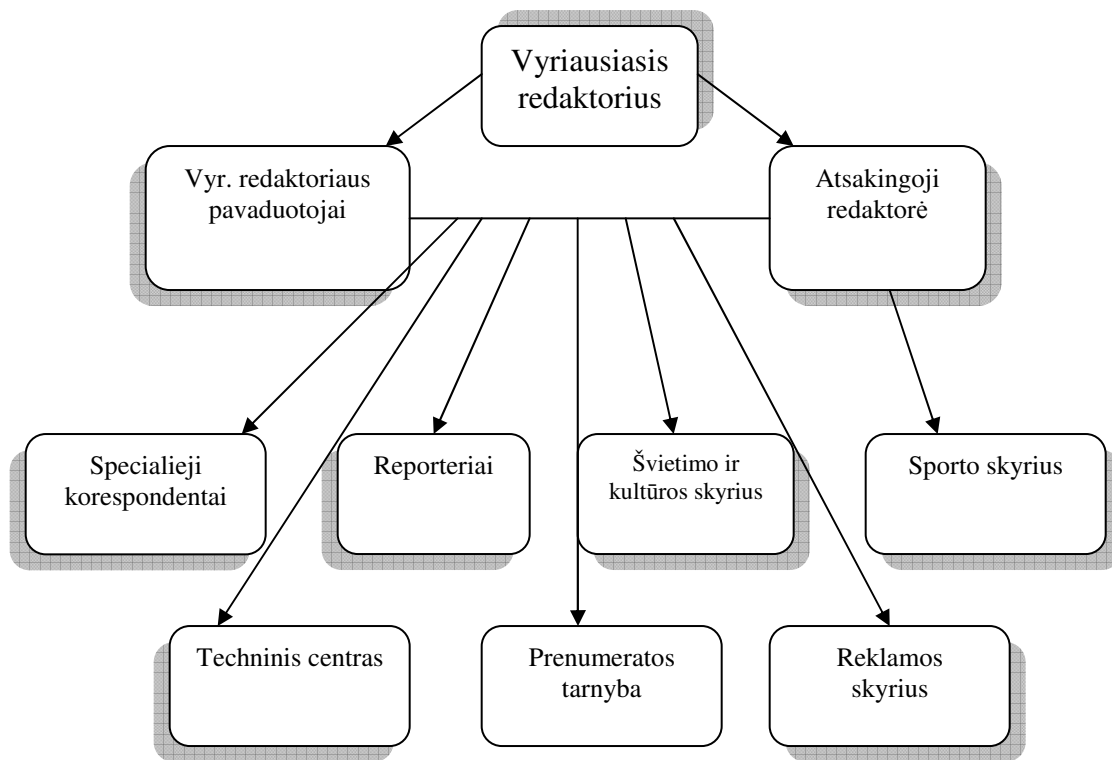 Vyriausiasis
redaktorius
Vyr. redaktoriaus
pavaduotojai
Atsakingoji
redaktorė
Specialieji
korespondentai
Reporteriai
Švietimo ir
kultūros skyrius
Sporto skyrius
Techninis centras
Prenumeratos
tarnyba
Reklamos
skyrius